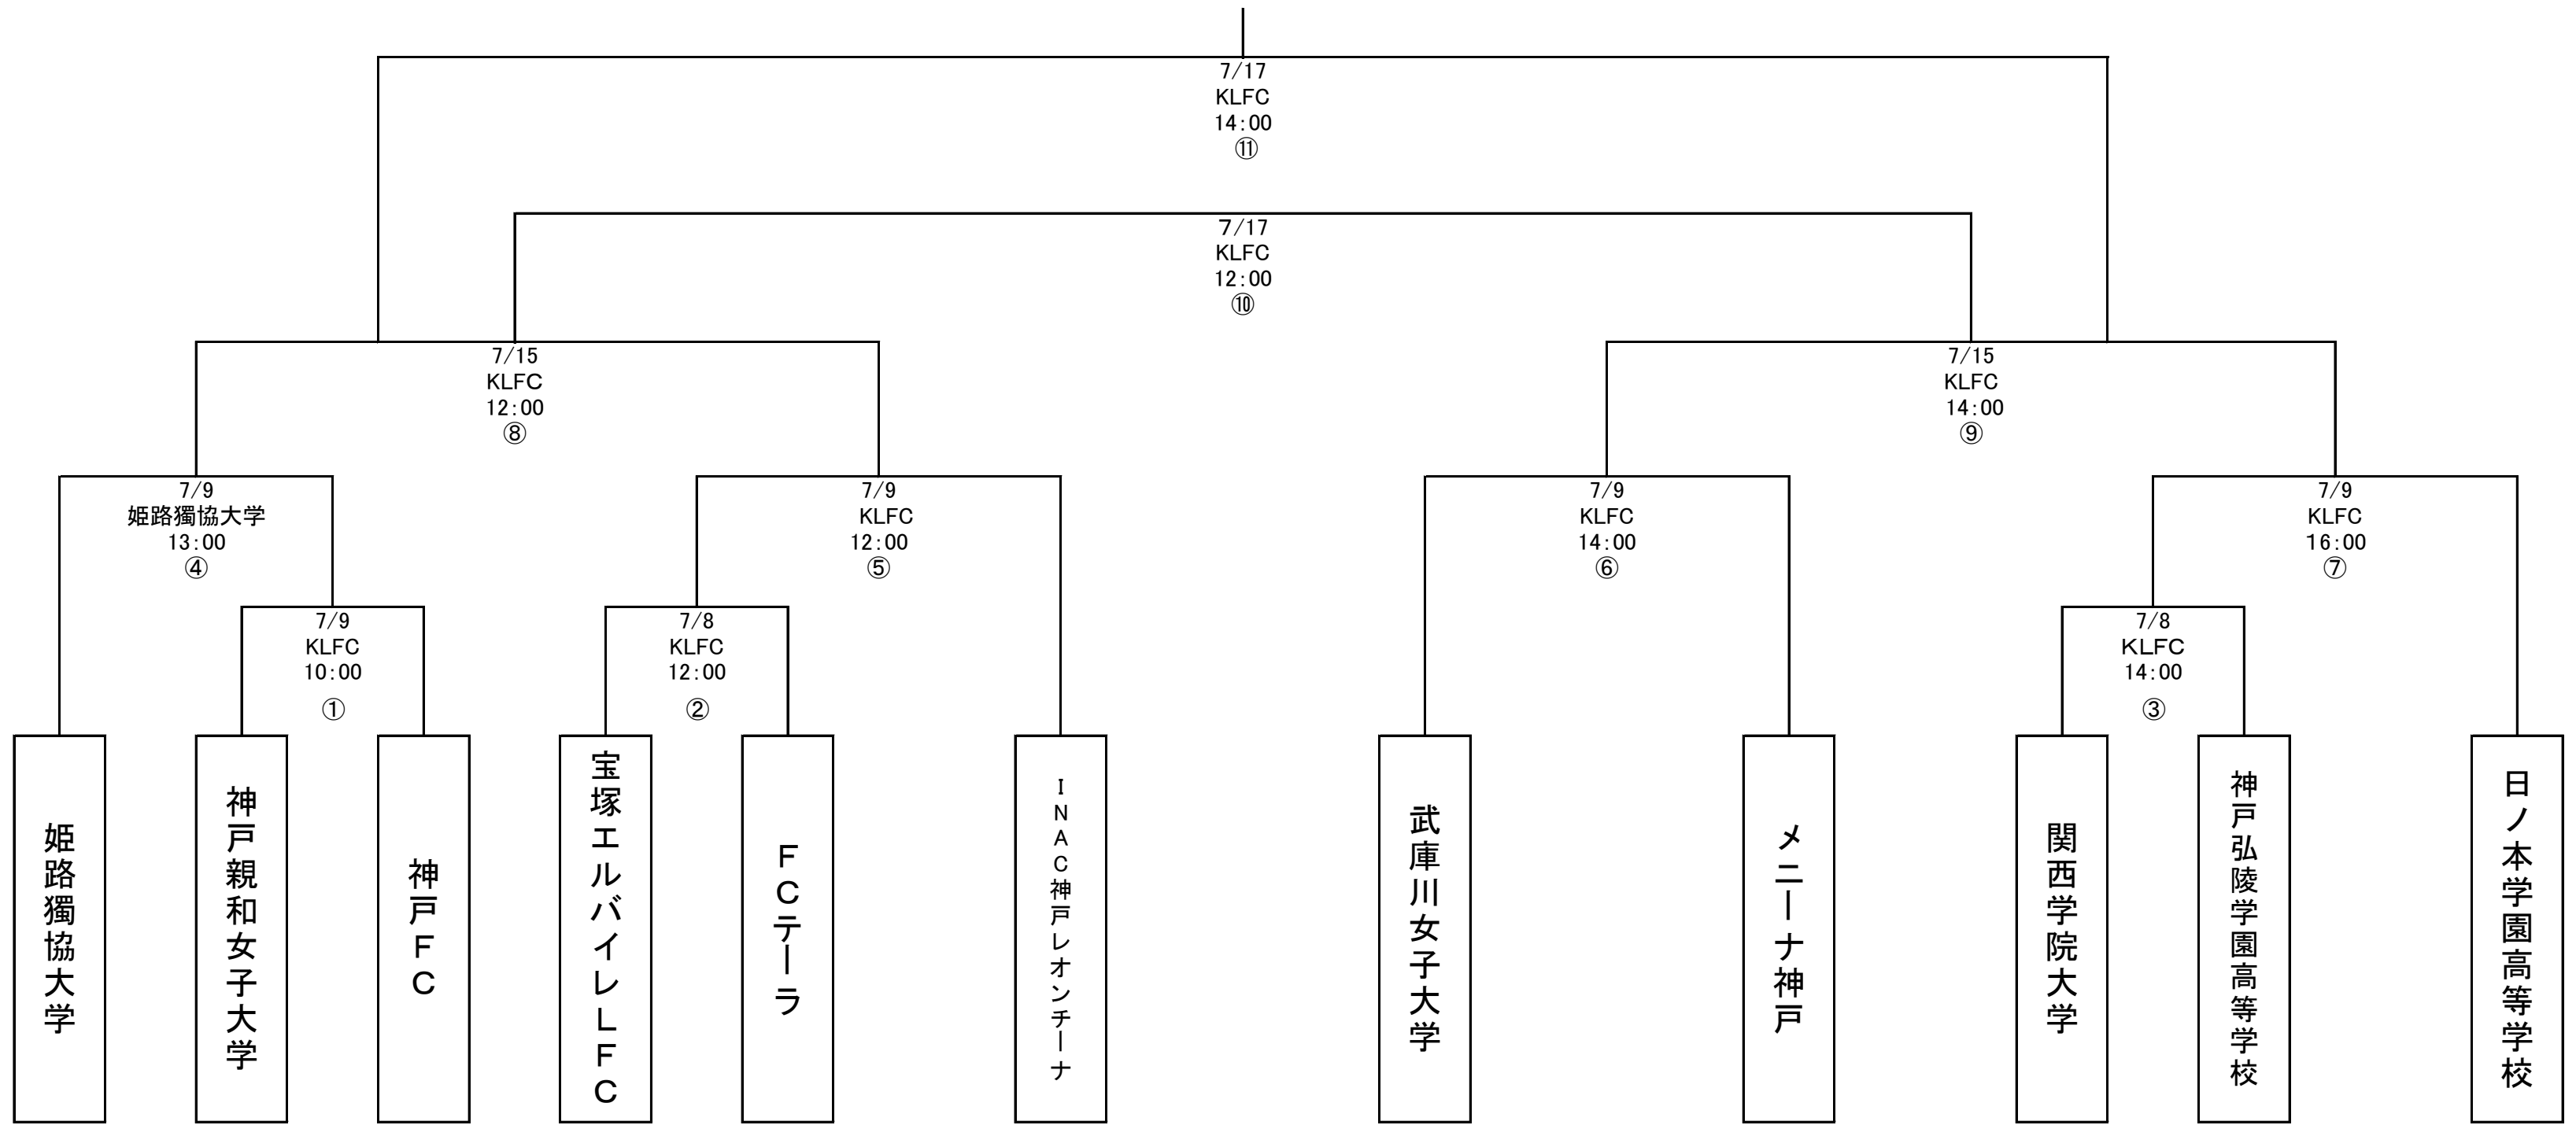 7/17
KLFC
14:00
⑪
7/17
KLFC
12:00
⑩
7/15
KLFC
12:00
⑧
7/15
KLFC
14:00
⑨
7/9
姫路獨協大学
13:00
④
7/9
KLFC
12:00
⑤
7/9
KLFC
14:00
⑥
7/9
KLFC
16:00
⑦
7/9
KLFC
10:00
①
7/8
KLFC
12:00
②
7/8
KLFC
14:00
③
姫路獨協大学
神戸親和女子大学
神戸FC
宝塚エルバイレLFC
FCテーラ
INAC神戸レオンチーナ
武庫川女子大学
メニーナ神戸
関西学院大学
神戸弘陵学園高等学校
日ノ本学園高等学校